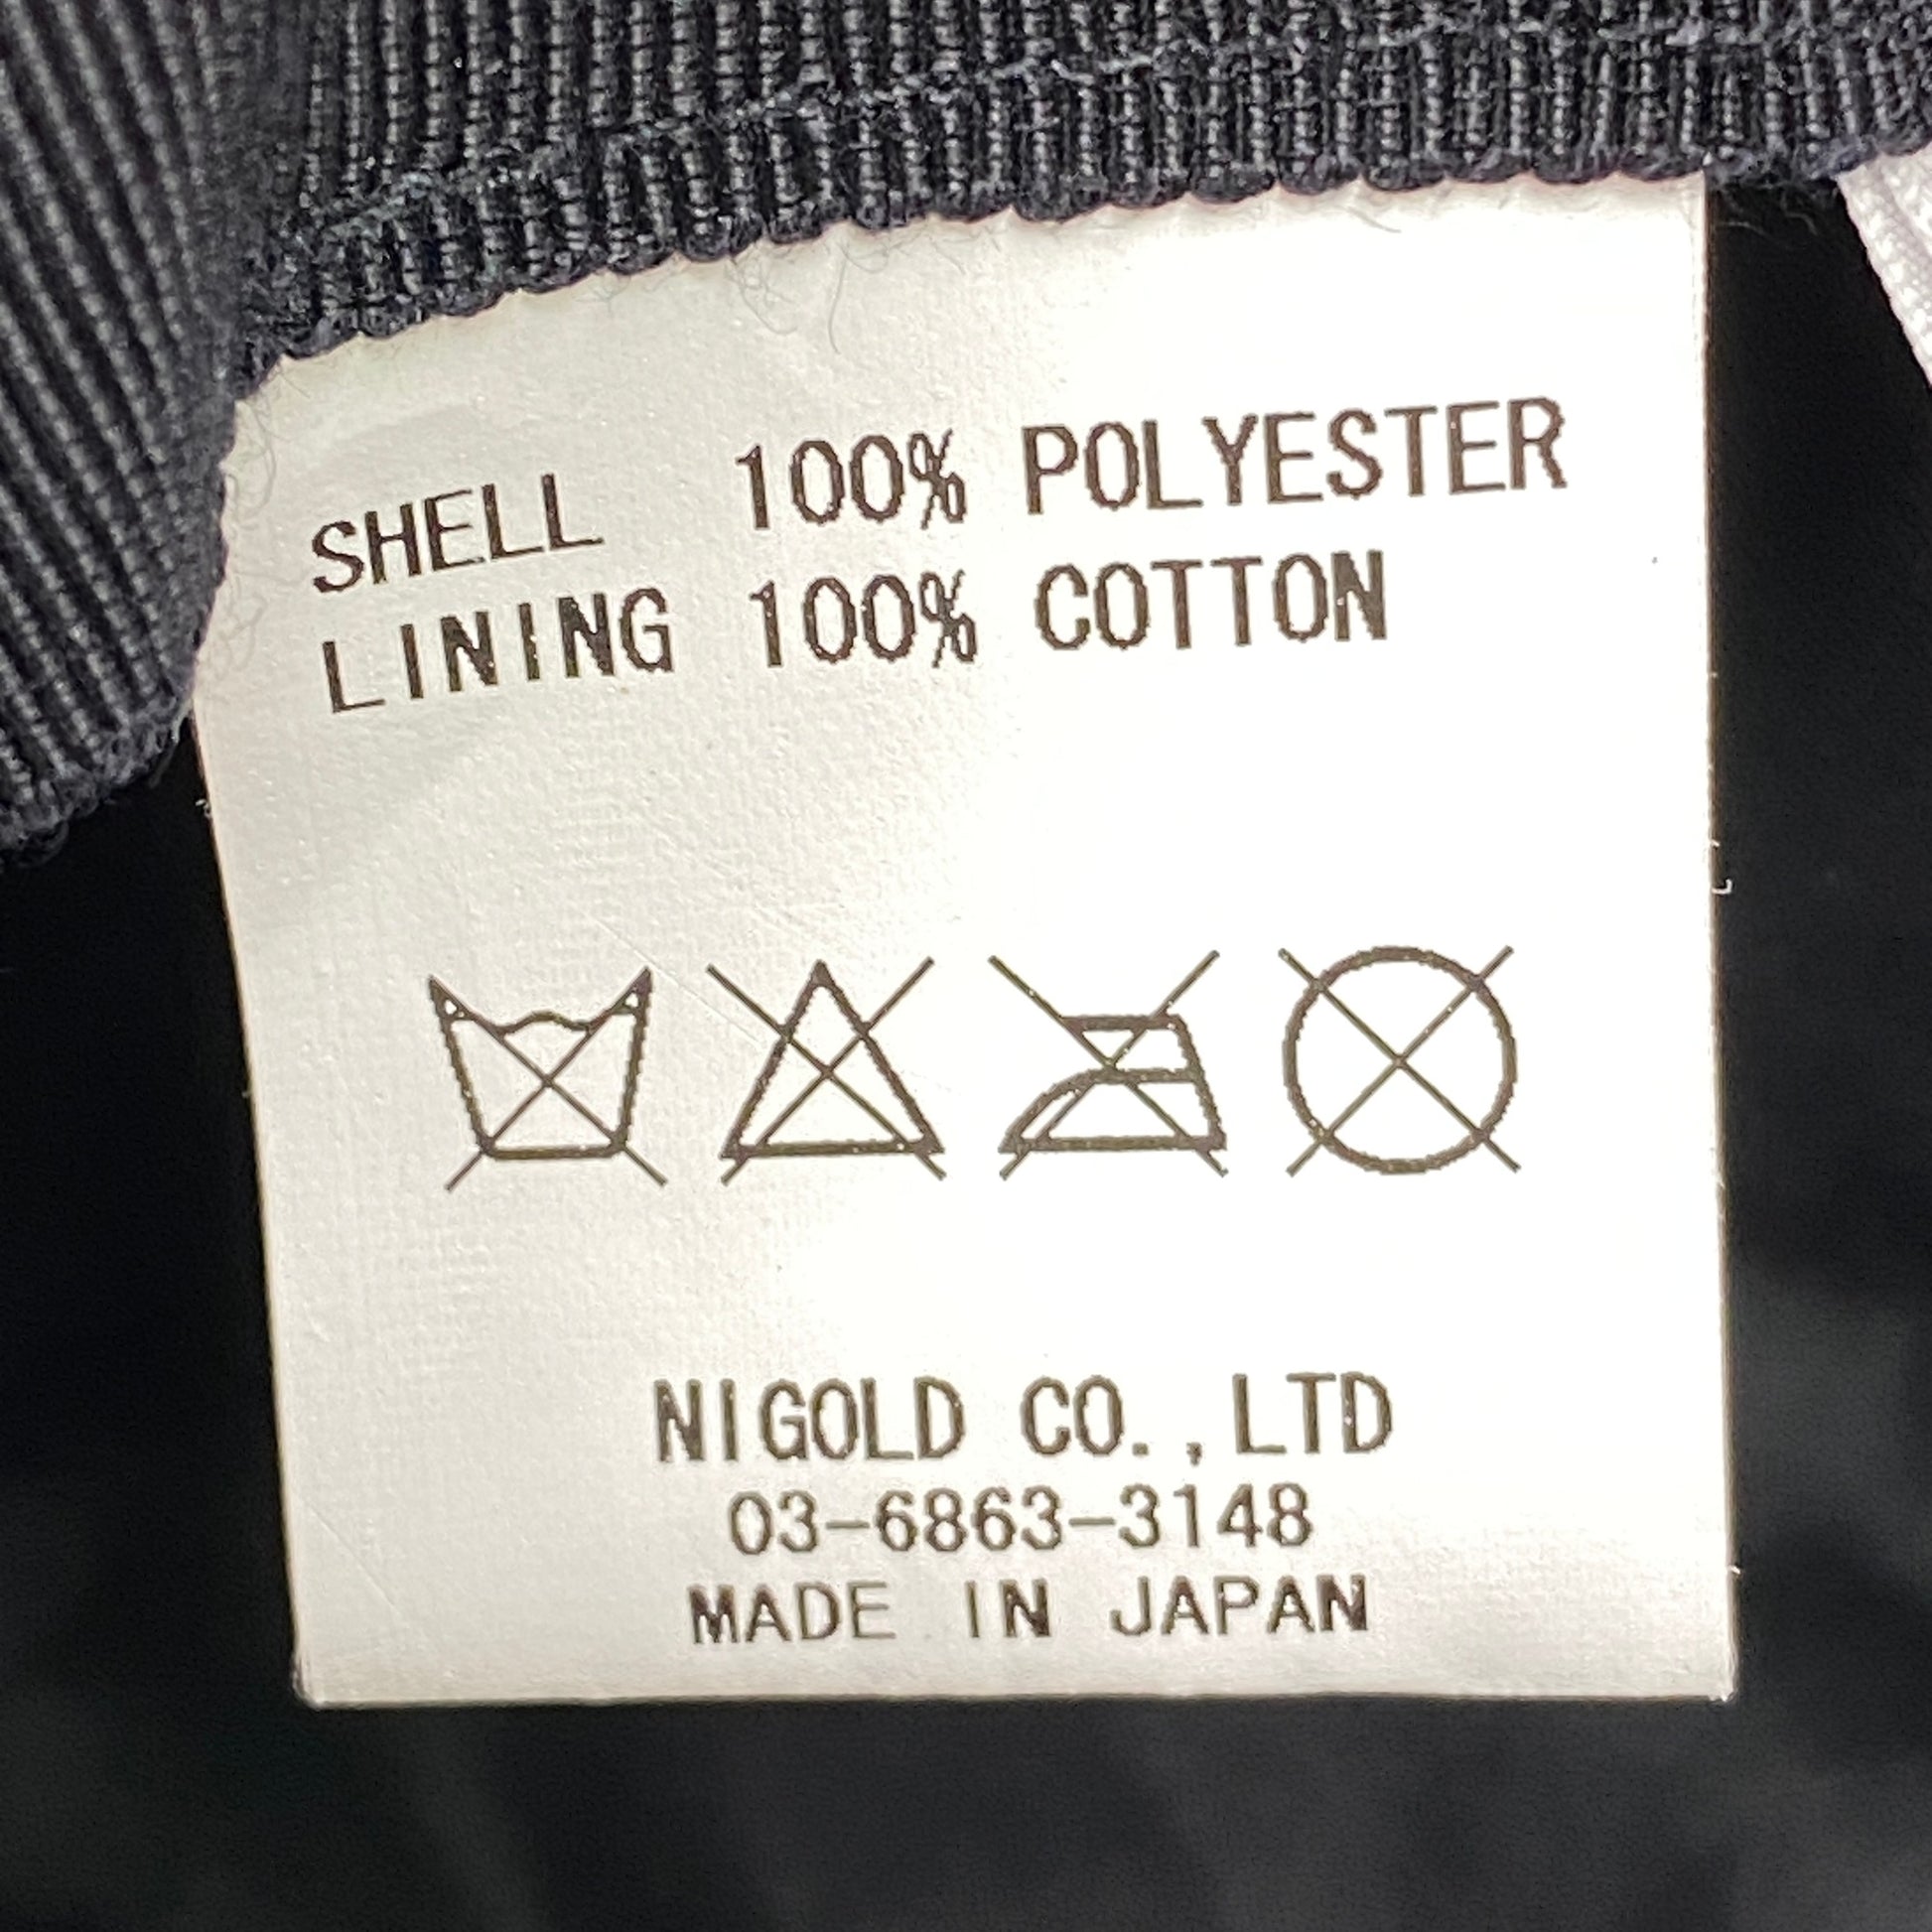 SHELL 100% POLYESTER
LINING 100% COTTON
NIGOLD CO.,LTD
03-6863-3148
MADE IN JAPAN